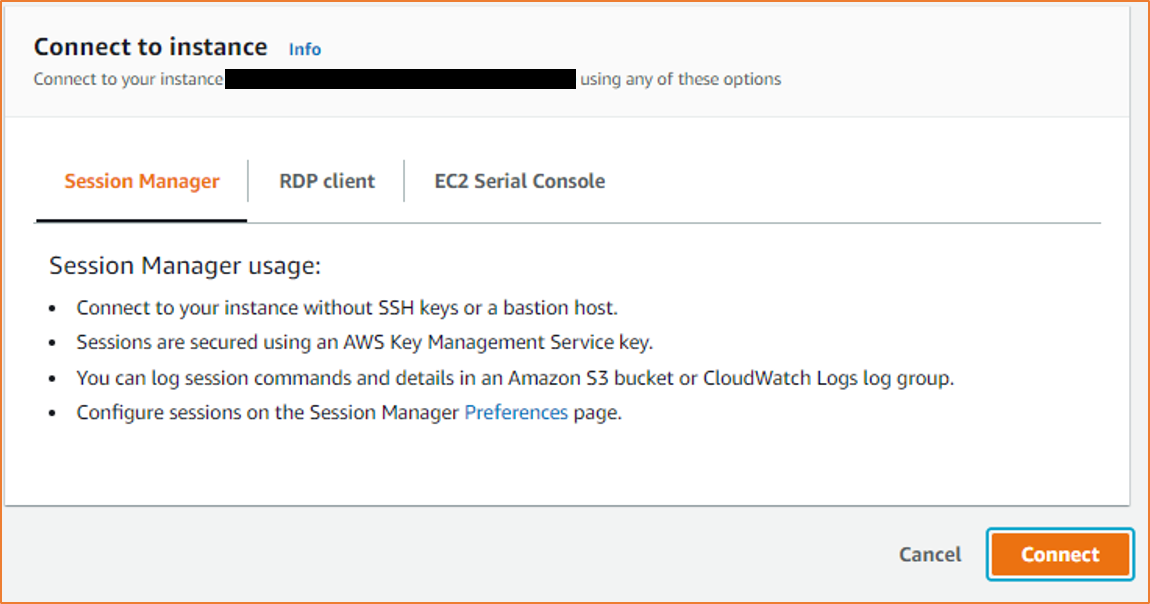 Connect to instance Info
Connect to your instance using any of these options
Session Manager RDP client EC2 Serial Console
Session Manager usage:
• Connect to your instance without SSH keys or a bastion host.
• Sessions are secured using an AWS Key Management Service key.
• You can log session commands and details in an Amazon S3 bucket or CloudWatch Logs log group.
• Configure sessions on the Session Manager Preferences page.
Cancel Connect